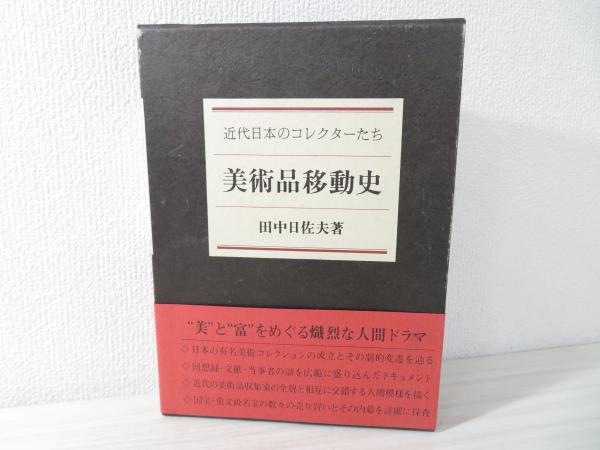 近代日本のコレクターたち
美術品移動史
田中日佐夫著
“美”と“富”をめぐる熾烈な人間ドラマ
◇日本の有名美術コレクションの成立とその劇的変遷を辿る
◇回想録・文献・当事者の談を広範に盛り込んだドキュメント
◇近代の美術品収集家の全貌と相互に交錯する人間模様を描く
◇国宝・重文級名宝の数々の売り買いとその内幕を詳細に探査